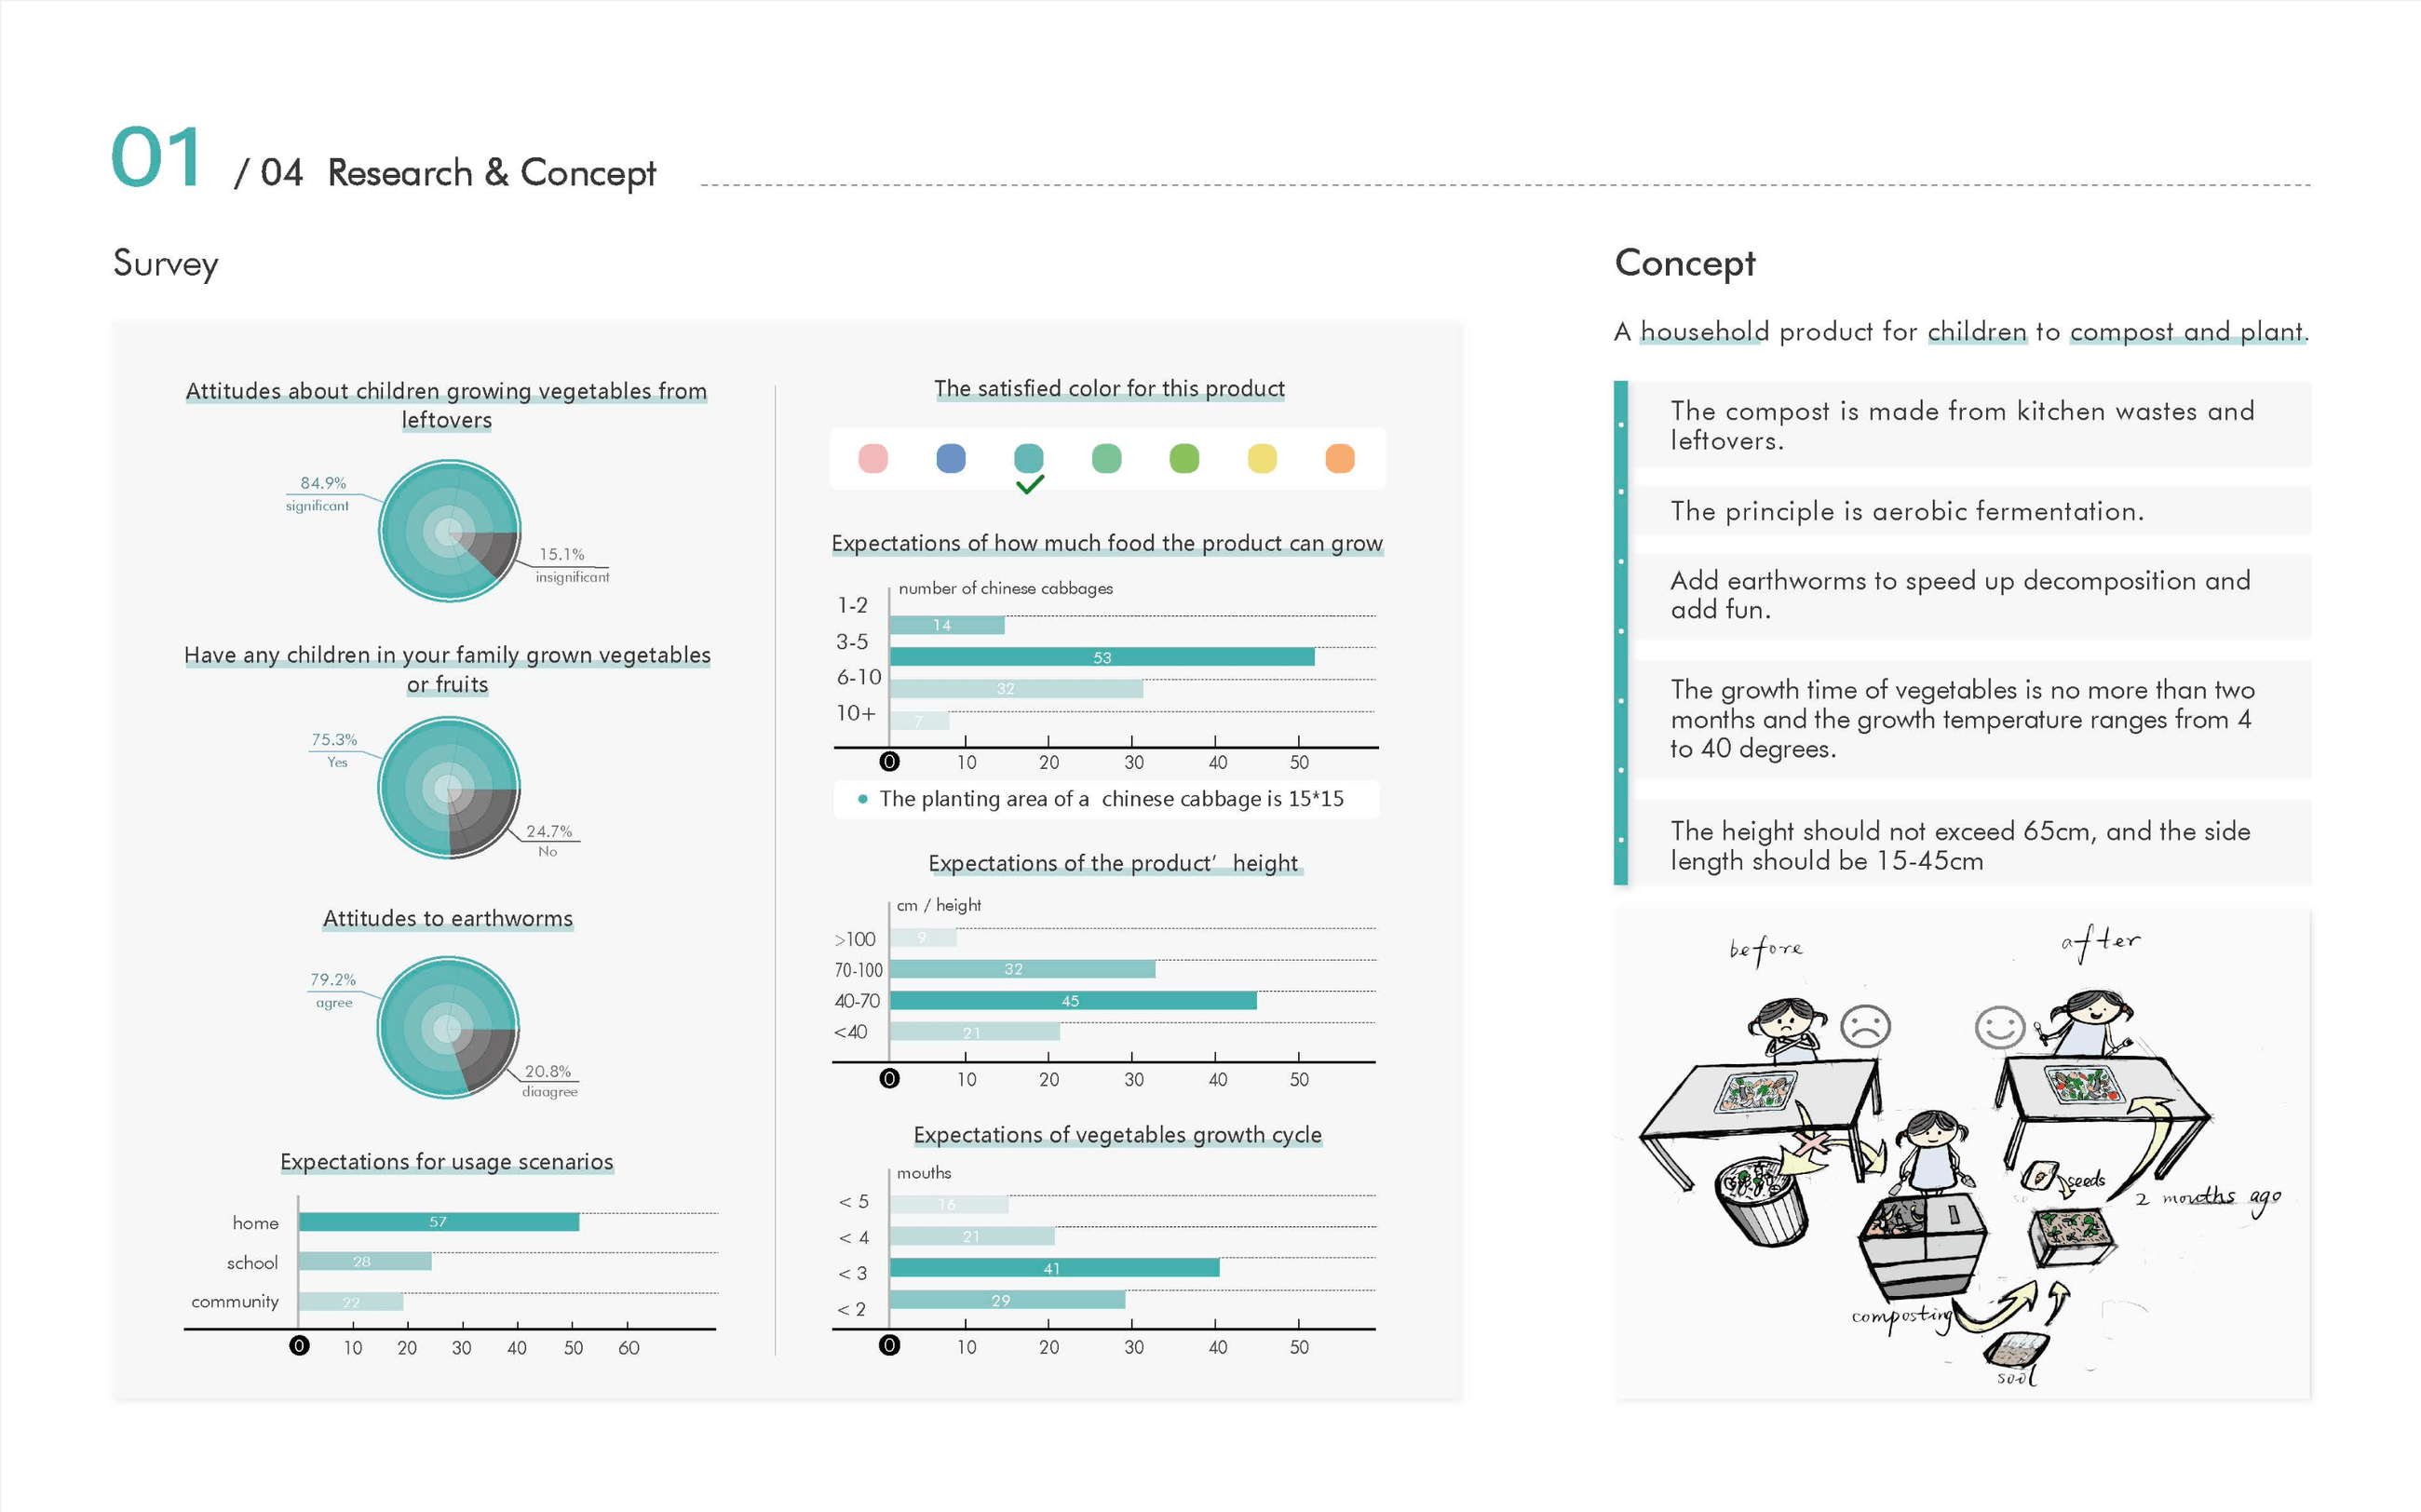 01 / 04 Research & Concept
Survey
Attitudes about children growing vegetables from
leftovers
84.9%
significant
15.1%
insignificant
Have any children in your family grown vegetables
or fruits
75.3%
Yes
24.7%
No
Attitudes to earthworms
79.2%
agree
20.8%
diaagree
Expectations for usage scenarios
home 57
school 28
community 22
0 10 20 30 40 50 60
The satisfied color for this product
Expectations of how much food the product can grow
number of chinese cabbages
1-2 14
3-5 53
6-10 32
10+ 7
0 10 20 30 40 50
The planting area of a chinese cabbage is 15*15
Expectations of the product' height
cm / height
>100 9
70-100 32
40-70 45
<40 21
0 10 20 30 40 50
Expectations of vegetables growth cycle
mouths
< 5 16
< 4 21
< 3 41
< 2 29
0 10 20 30 40 50
Concept
A household product for children to compost and plant.
The compost is made from kitchen wastes and
leftovers.
The principle is aerobic fermentation.
Add earthworms to speed up decomposition and
add fun.
The growth time of vegetables is no more than two
months and the growth temperature ranges from 4
to 40 degrees.
The height should not exceed 65cm, and the side
length should be 15-45cm
before
after
seeds
2 mouths ago
composting
sool